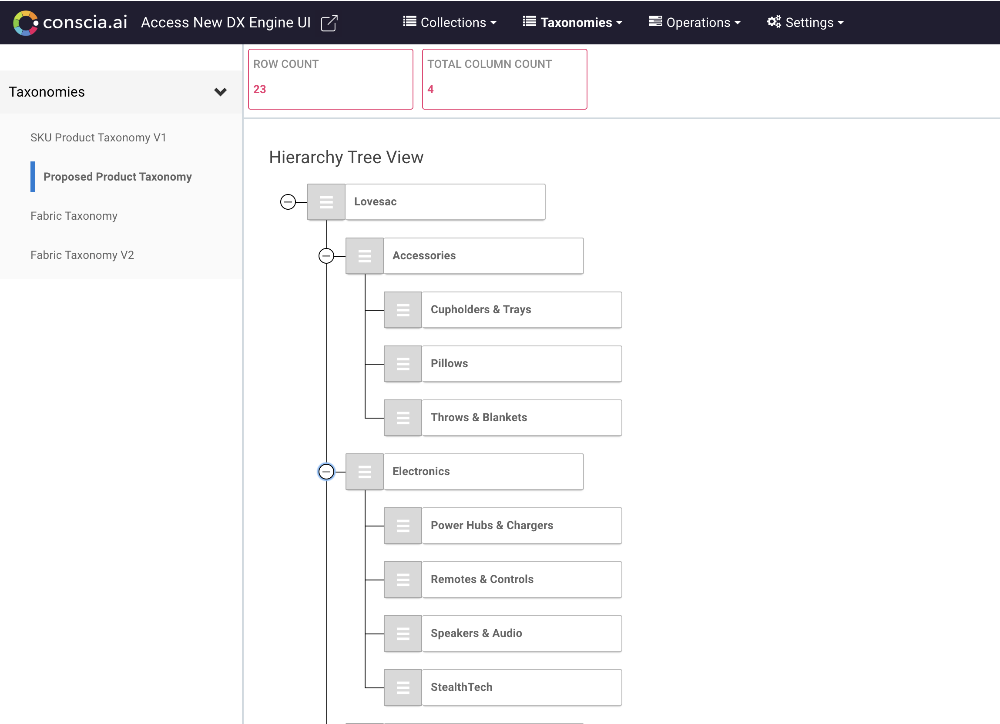 conscia.ai Access New DX Engine UI Collections Taxonomies Operations Settings
Taxonomies
SKU Product Taxonomy V1
Proposed Product Taxonomy
Fabric Taxonomy
Fabric Taxonomy V2
ROW COUNT
23
TOTAL COLUMN COUNT
4
Hierarchy Tree View
Lovesac
Accessories
Cupholders & Trays
Pillows
Throws & Blankets
Electronics
Power Hubs & Chargers
Remotes & Controls
Speakers & Audio
StealthTech